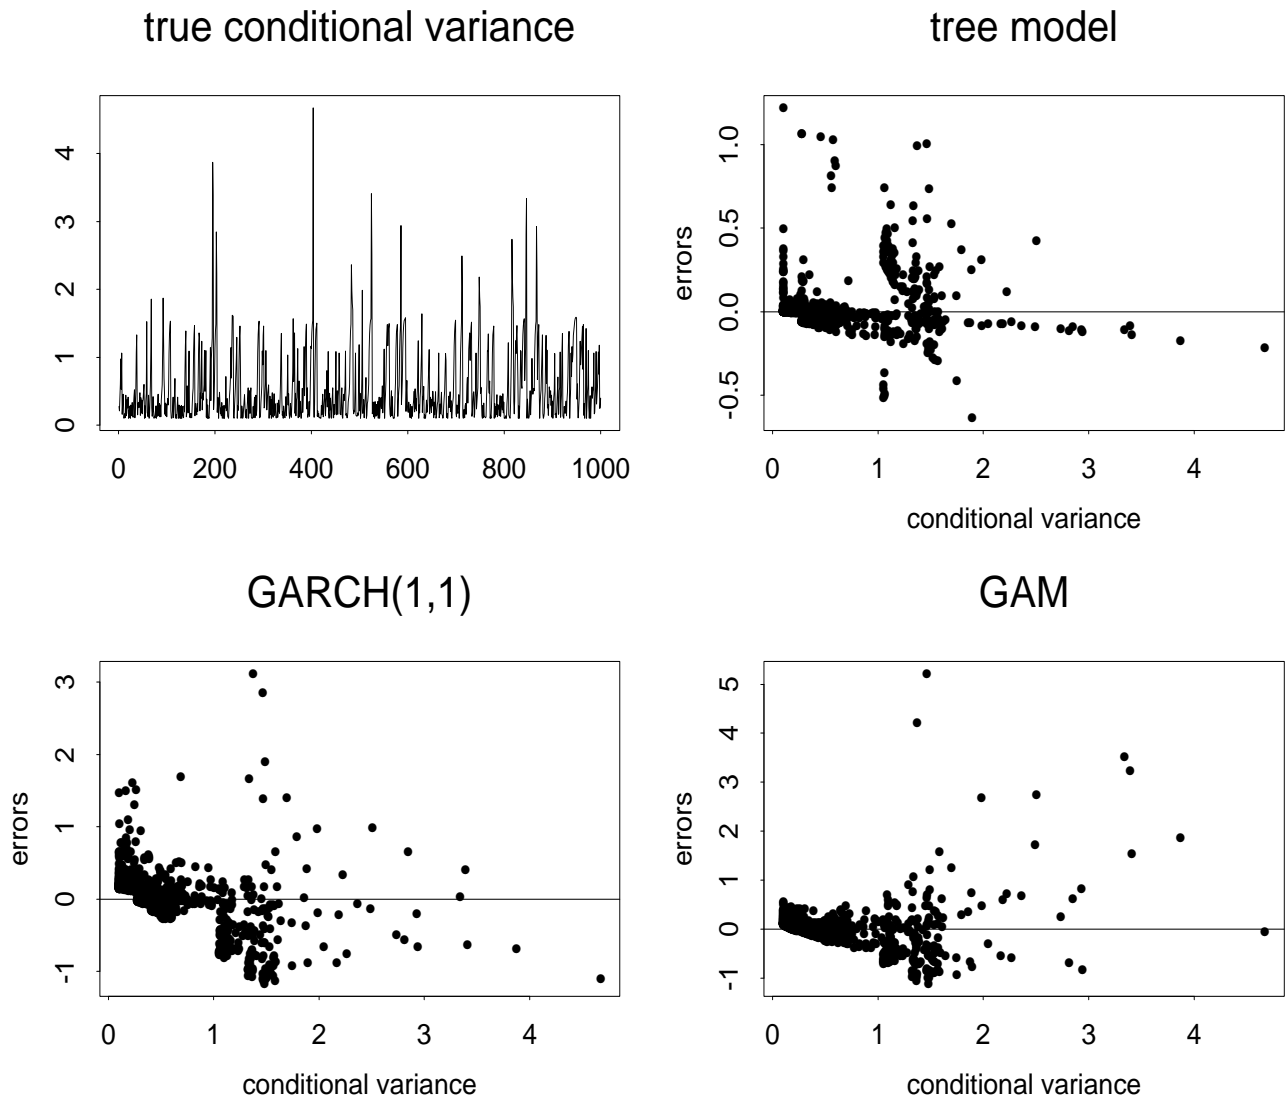 true conditional variance
tree model
4
3
2
1
0
0 200 400 600 800 1000
errors
1.0
0.5
0.0
-0.5
0 1 2 3 4
conditional variance
GARCH(1,1)
GAM
errors
3
2
1
0
-1
0 1 2 3 4
conditional variance
errors
5
4
3
2
1
0
-1
0 1 2 3 4
conditional variance